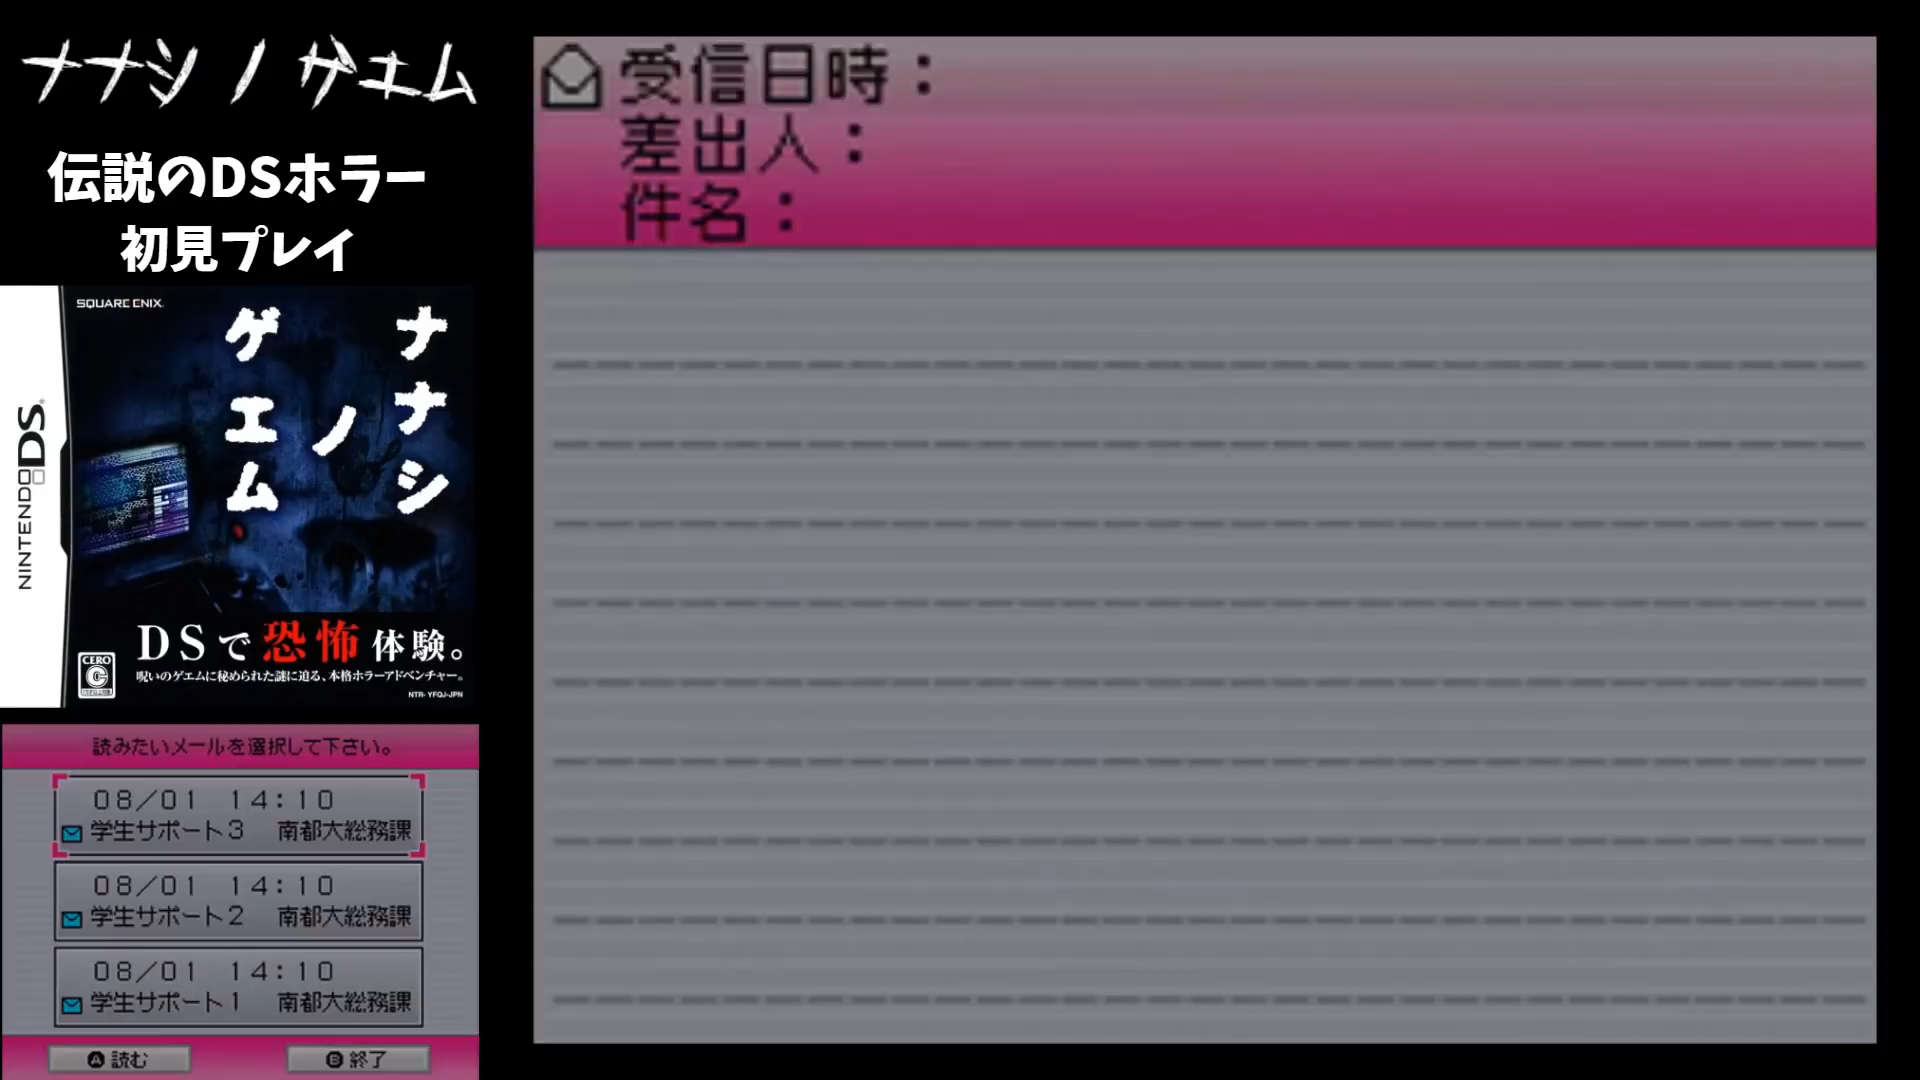 ナナシノゲエム
伝説のDSホラー
初見プレイ
SQUARE ENIX
ナナシ
ノ
ゲエム
NINTENDO DS
DSで恐怖体験。
呪いのゲエムに秘められた謎に迫る、本格ホラーアドベンチャー。
CERO
C
NTR-YFQJ-JPN
読みたいメールを選択して下さい。
08/01 14:10
学生サポート3 南都大総務課
08/01 14:10
学生サポート2 南都大総務課
08/01 14:10
学生サポート1 南都大総務課
A 読む
B 終了
受信日時：
差出人：
件名：